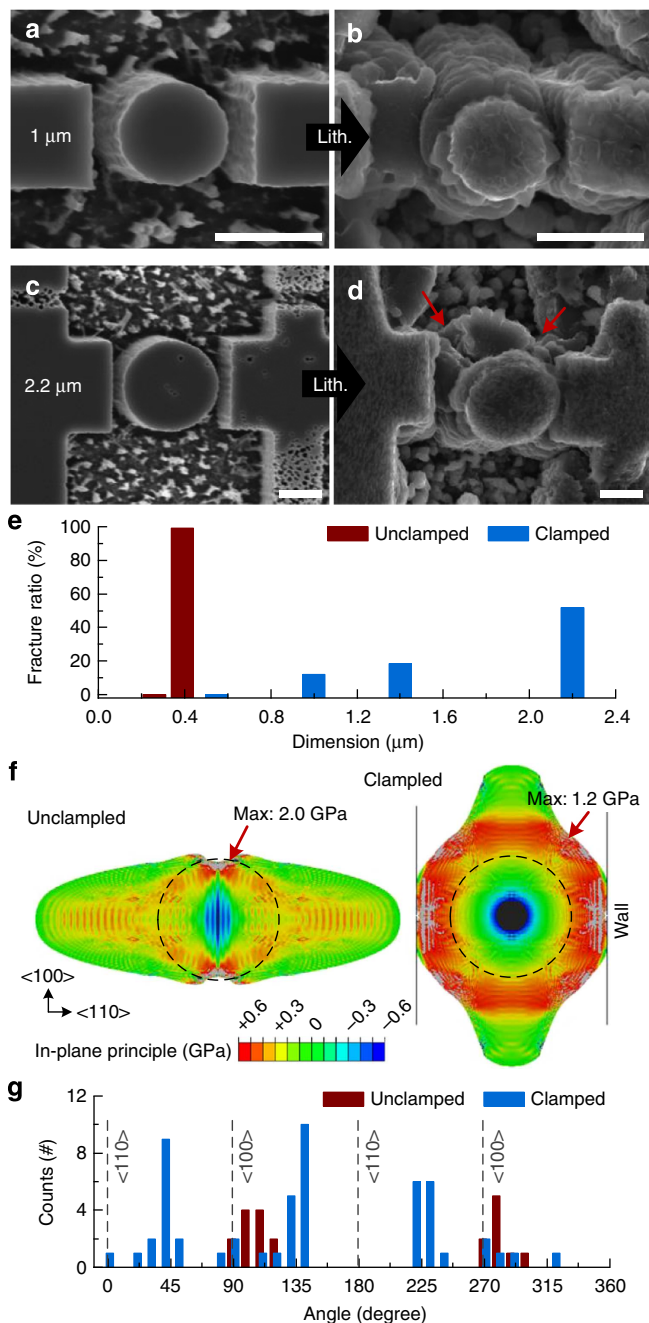 a
b
1 μm
Lith.
c
d
2.2 μm
Lith.
e
100
80
60
40
20
0
Fracture ratio (%)
Unclamped
Clamped
0.0
0.4
0.8
1.2
1.6
2.0
2.4
Dimension (μm)
f
Unclamped
Clampled
Max: 2.0 GPa
Max: 1.2 GPa
Wall
<100>
<110>
+0.6
+0.3
0
−0.3
−0.6
In-plane principle (GPa)
g
12
8
4
0
Counts (#)
Unclamped
Clamped
<110>
<100>
<110>
<100>
0
45
90
135
180
225
270
315
360
Angle (degree)